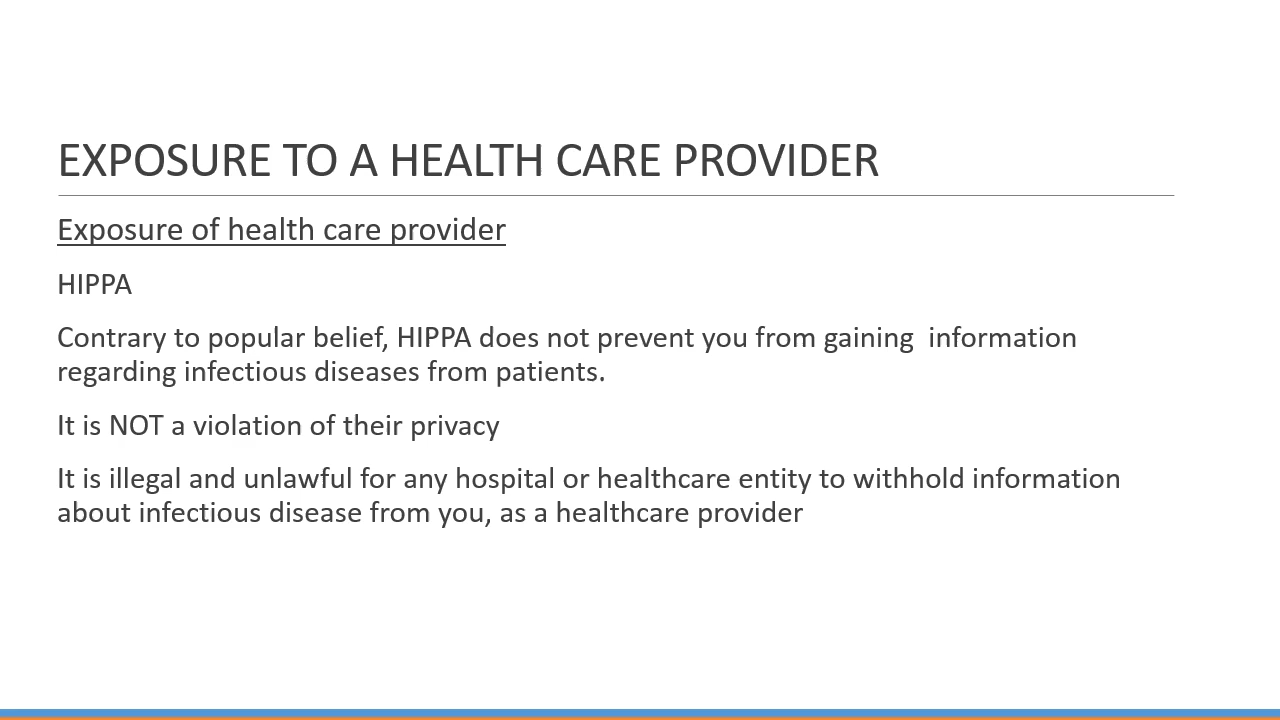 EXPOSURE TO A HEALTH CARE PROVIDER
Exposure of health care provider
HIPPA
Contrary to popular belief, HIPPA does not prevent you from gaining  information
regarding infectious diseases from patients.
It is NOT a violation of their privacy
It is illegal and unlawful for any hospital or healthcare entity to withhold information
about infectious disease from you, as a healthcare provider